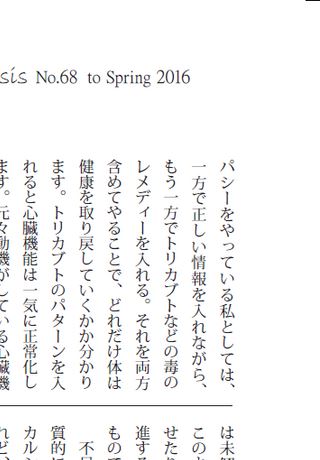 sis No.68 to Spring 2016
パシーをやっている私としては、
一方で正しい情報を入れながら、
もう一方でトリカブトなどの毒の
レメディーを入れる。それを両方
含めてやることで、どれだけ体は
健康を取り戻していくか分かり
ます。トリカブトのパターンを入
れると心臓機能は一気に正常化し
ます。元々動機がしている心臓機
は未知
この
せたり
進する
もので
不足
質的に
カル
れど